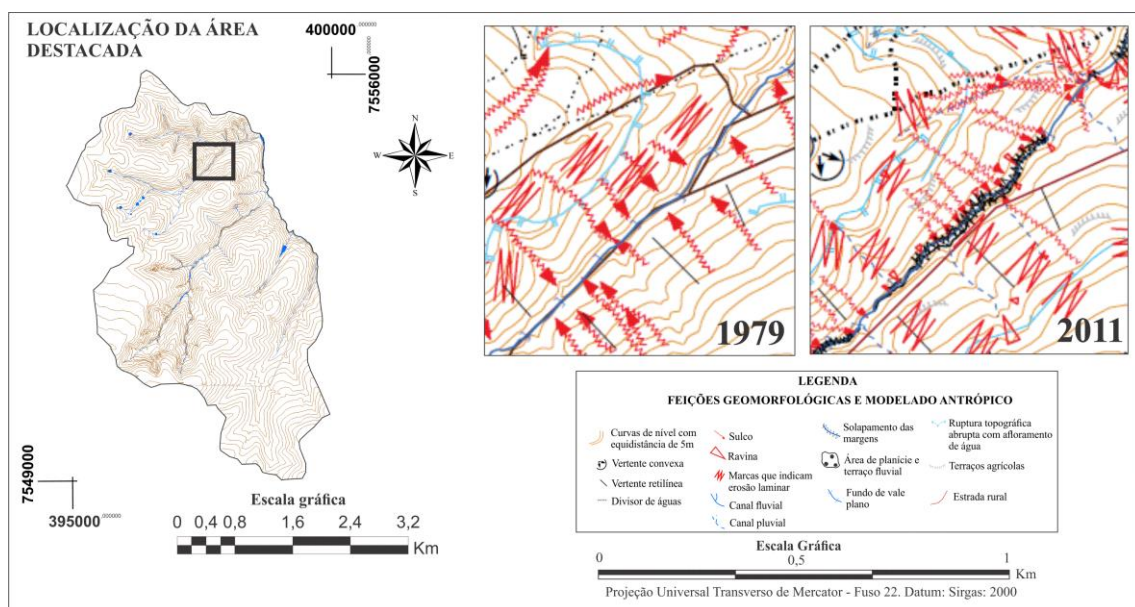 LOCALIZAÇÃO DA ÁREA
DESTACADA
400000
,000000
7556000
,000000
N
W
E
S
7549000
,000000
395000
,000000
Escala gráfica
0 0,4 0,8 1,6 2,4 3,2
Km
1979
2011
LEGENDA
FEIÇÕES GEOMORFOLÓGICAS E MODELADO ANTRÓPICO
Curvas de nível com
equidistância de 5m
Vertente convexa
Vertente retilínea
Divisor de águas
Sulco
Ravina
Marcas que indicam
erosão laminar
Canal fluvial
Canal pluvial
Solapamento das
margens
Área de planície e
terraço fluvial
Fundo de vale
plano
Ruptura topográfica
abrupta com afloramento
de água
Terraços agrícolas
Estrada rural
Escala Gráfica
0 0,5 1
Km
Projeção Universal Transverso de Mercator - Fuso 22. Datum: Sirgas: 2000